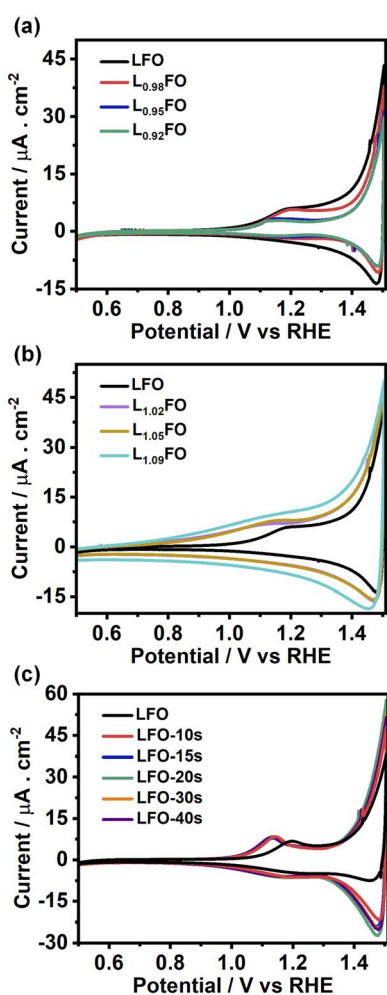 (a)
45
30
15
0
-15
Current / μA . cm⁻²
LFO
L₀.₉₈FO
L₀.₉₅FO
L₀.₉₂FO
0.6 0.8 1.0 1.2 1.4
Potential / V vs RHE
(b)
45
30
15
0
-15
Current / μA . cm⁻²
LFO
L₁.₀₂FO
L₁.₀₅FO
L₁.₀₉FO
0.6 0.8 1.0 1.2 1.4
Potential / V vs RHE
(c)
60
45
30
15
0
-15
-30
Current / μA . cm⁻²
LFO
LFO-10s
LFO-15s
LFO-20s
LFO-30s
LFO-40s
0.6 0.8 1.0 1.2 1.4
Potential / V vs RHE